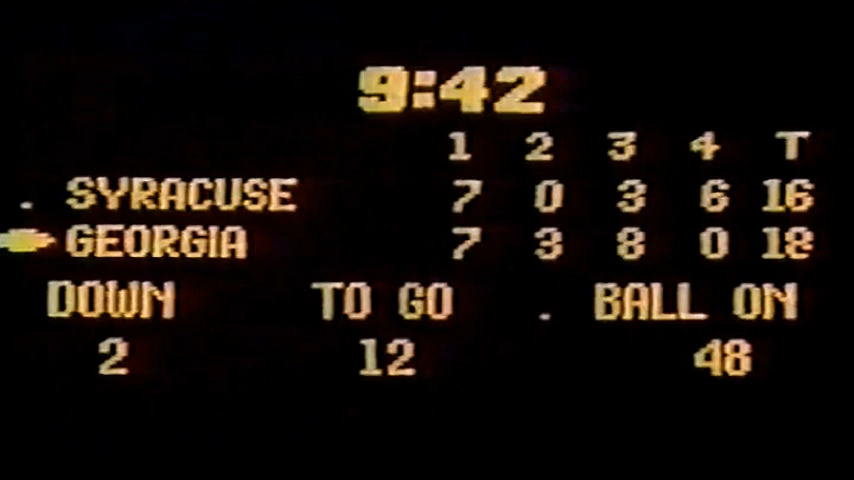 9:42
1 2 3 4 T
. SYRACUSE 7 0 3 6 16
GEORGIA 7 3 8 0 18
DOWN TO GO . BALL ON
2 12 48